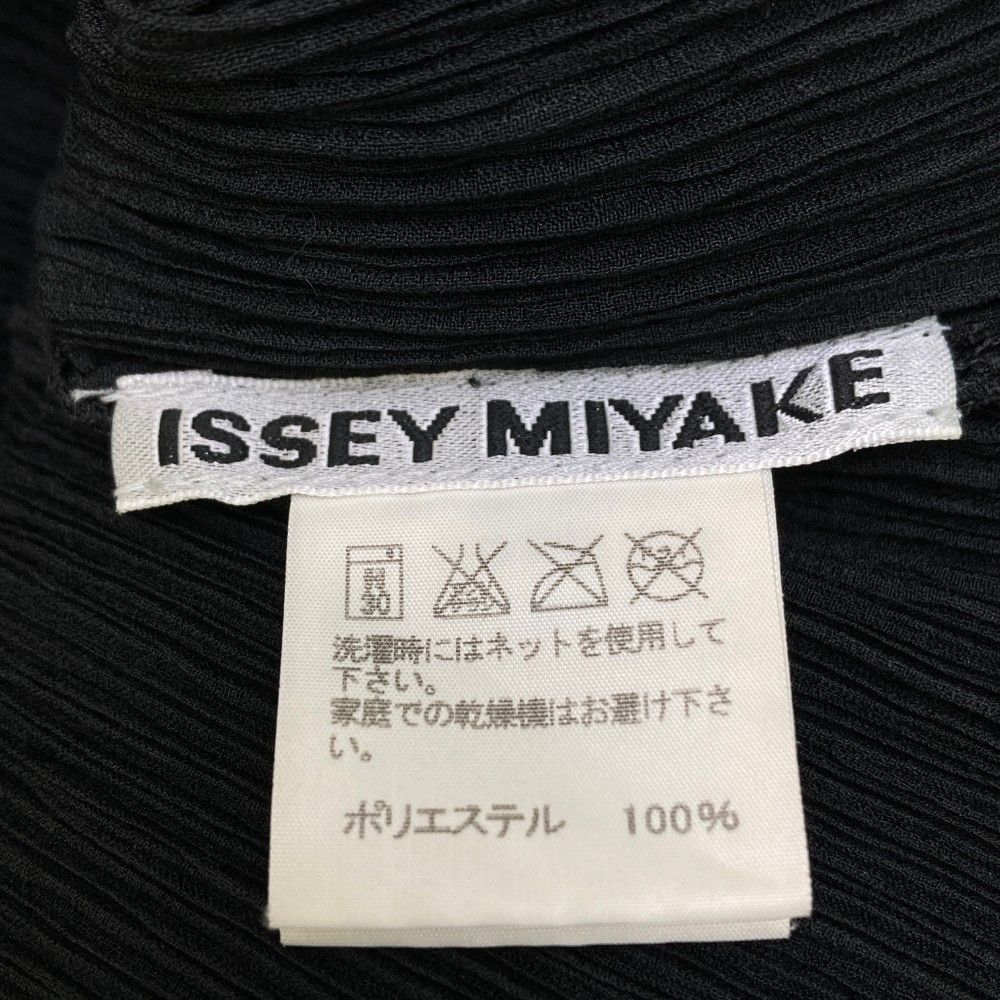 ISSEY MIYAKE
弱
30
洗濯時にはネットを使用して
下さい。
家庭での乾燥機はお避け下さ
い。
ポリエステル 100%